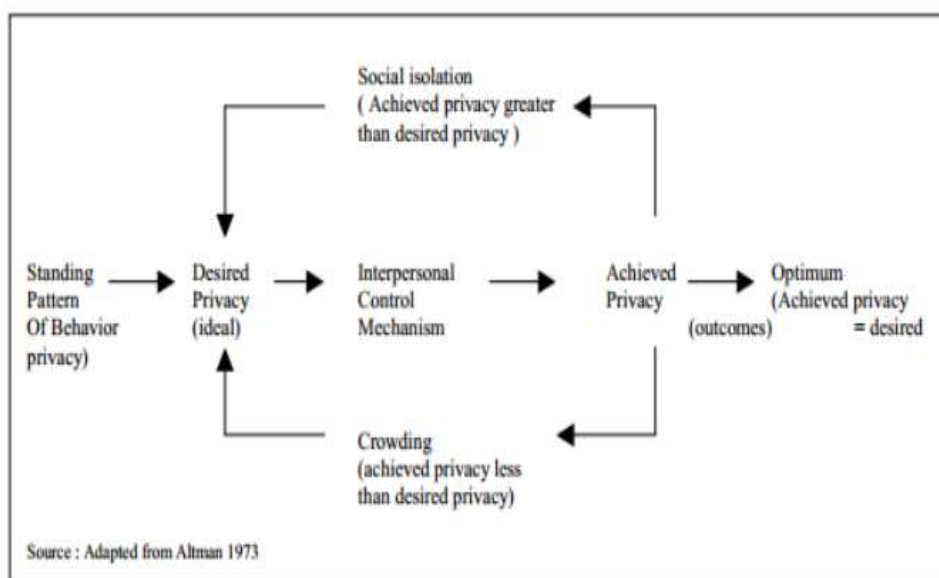 Social isolation
( Achieved privacy greater
than desired privacy )
Standing
Pattern
Of Behavior
privacy)
Desired
Privacy
(ideal)
Interpersonal
Control
Mechanism
Achieved
Privacy
(outcomes)
Optimum
(Achieved privacy
= desired
Crowding
(achieved privacy less
than desired privacy)
Source : Adapted from Altman 1973